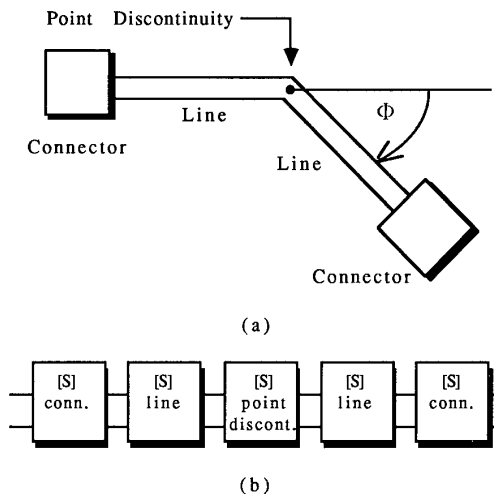 Point Discontinuity
Φ
Line
Connector
Line
Connector
(a)
[S] [S] [S] [S] [S]
conn. line point line conn.
discont.
(b)